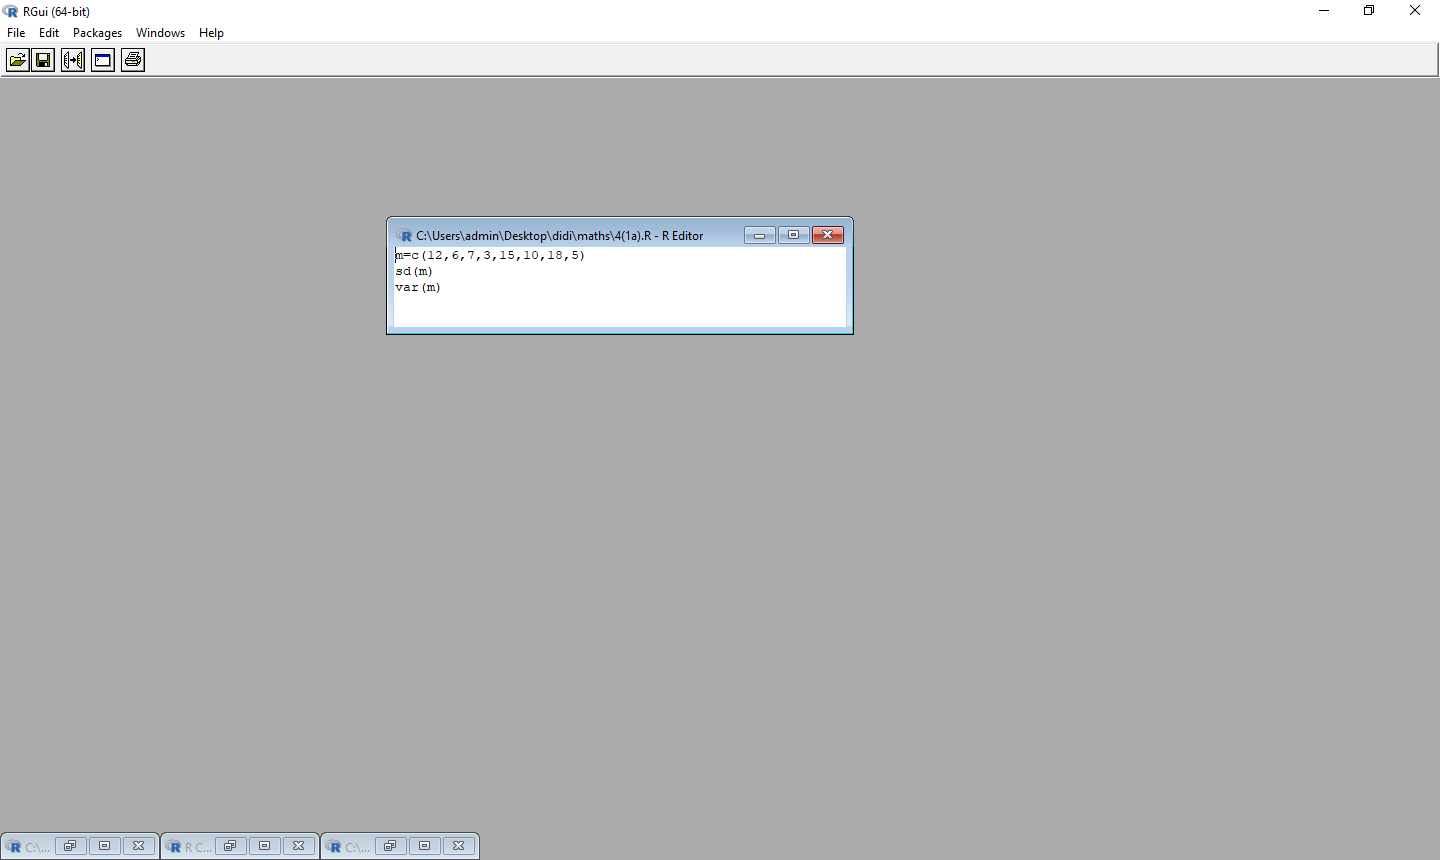 RGui (64-bit)
File Edit Packages Windows Help
C:\Users\admin\Desktop\didi\maths\4(1a).R - R Editor
m=c(12,6,7,3,15,10,18,5)
sd(m)
var(m)
C:\... R C... C:\...